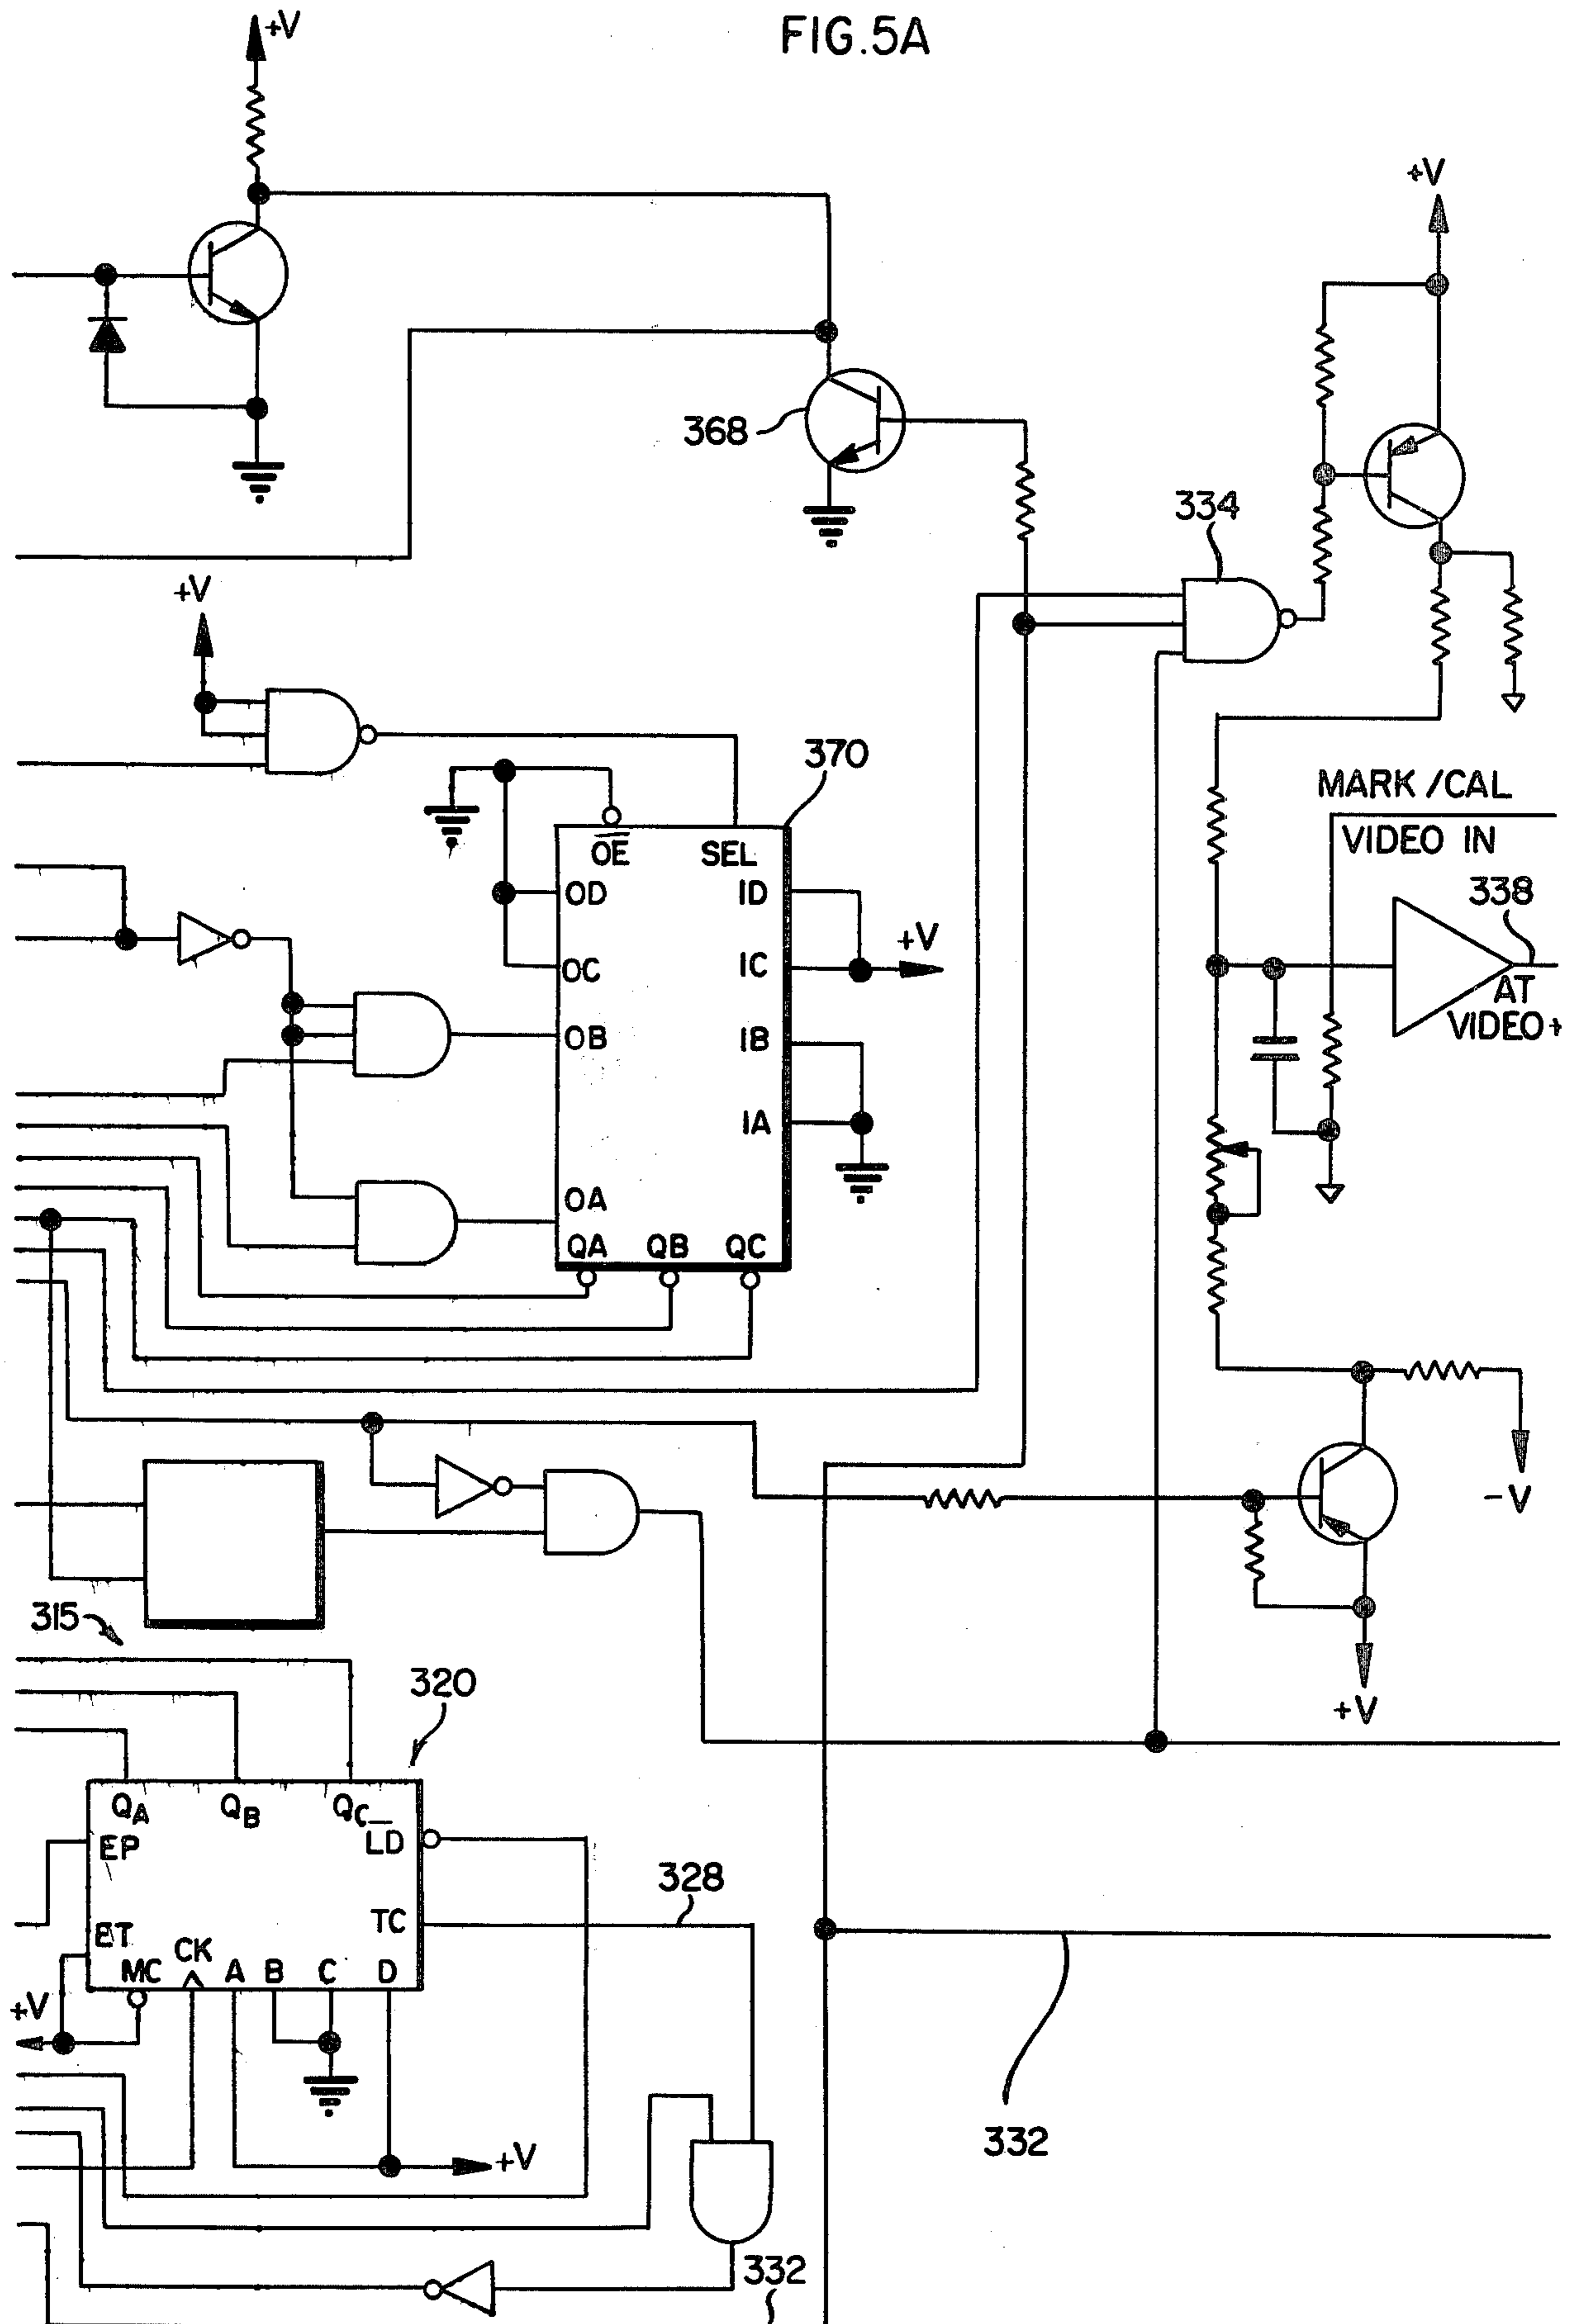 FIG.5A
+V
+V
368
334
+V
370
MARK /CAL
VIDEO IN
338
AT
VIDEO+
OE SEL
OD ID
OC IC
+V
OB IB
IA
OA
QA QB QC
-V
315
320
+V
QA QB QC
EP LD
328
ET TC
MC CK A B C D
+V
+V
332
332